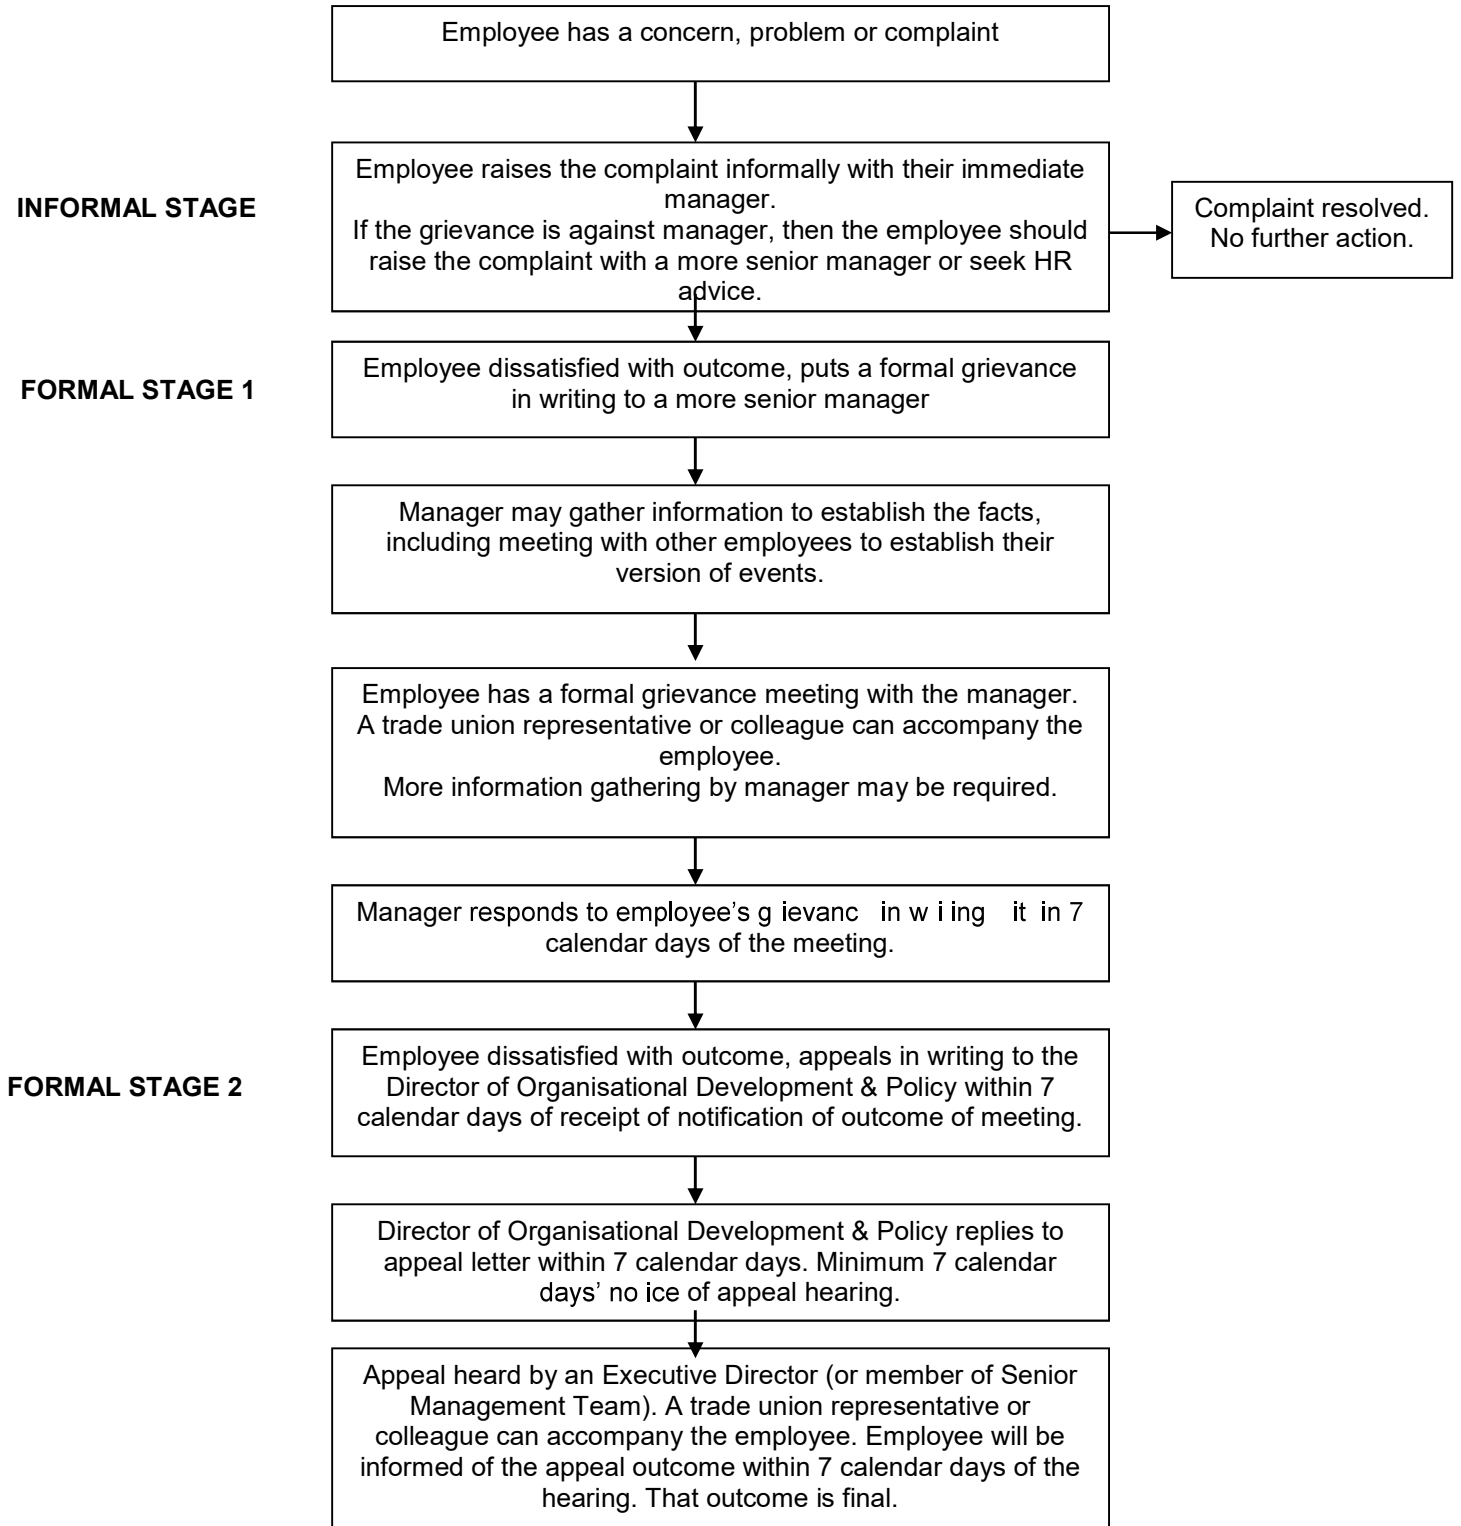 Employee has a concern, problem or complaint
INFORMAL STAGE
Employee raises the complaint informally with their immediate
manager.
If the grievance is against manager, then the employee should
raise the complaint with a more senior manager or seek HR
advice.
Complaint resolved.
No further action.
FORMAL STAGE 1
Employee dissatisfied with outcome, puts a formal grievance
in writing to a more senior manager
Manager may gather information to establish the facts,
including meeting with other employees to establish their
version of events.
Employee has a formal grievance meeting with the manager.
A trade union representative or colleague can accompany the
employee.
More information gathering by manager may be required.
Manager responds to employee’s g ievanc in w i ing it in 7
calendar days of the meeting.
FORMAL STAGE 2
Employee dissatisfied with outcome, appeals in writing to the
Director of Organisational Development & Policy within 7
calendar days of receipt of notification of outcome of meeting.
Director of Organisational Development & Policy replies to
appeal letter within 7 calendar days. Minimum 7 calendar
days’ no ice of appeal hearing.
Appeal heard by an Executive Director (or member of Senior
Management Team). A trade union representative or
colleague can accompany the employee. Employee will be
informed of the appeal outcome within 7 calendar days of the
hearing. That outcome is final.